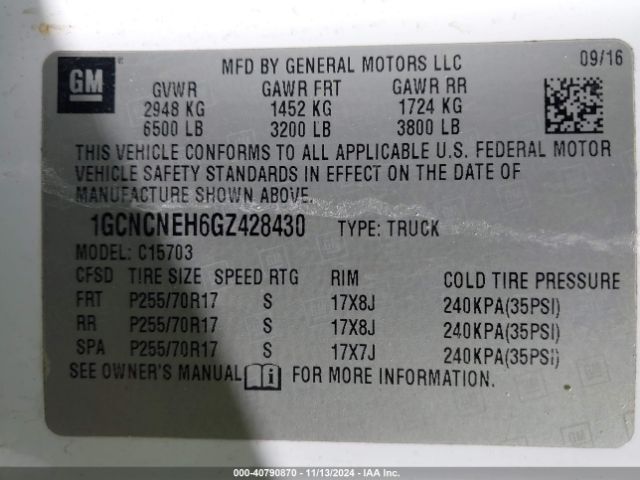 GM
MFD BY GENERAL MOTORS LLC
09/16
GVWR GAWR FRT GAWR RR
2948 KG 1452 KG 1724 KG
6500 LB 3200 LB 3800 LB
THIS VEHICLE CONFORMS TO ALL APPLICABLE U.S. FEDERAL MOTOR
VEHICLE SAFETY STANDARDS IN EFFECT ON THE DATE OF
MANUFACTURE SHOWN ABOVE.
1GCNCNEH6GZ428430 TYPE: TRUCK
MODEL: C15703
CFSD TIRE SIZE SPEED RTG RIM COLD TIRE PRESSURE
FRT P255/70R17 S 17X8J 240KPA(35PSI)
RR P255/70R17 S 17X8J 240KPA(35PSI)
SPA P255/70R17 S 17X7J 240KPA(35PSI)
SEE OWNER'S MANUAL FOR MORE INFORMATION.
000-40790870 - 11/13/2024 - IAA Inc.